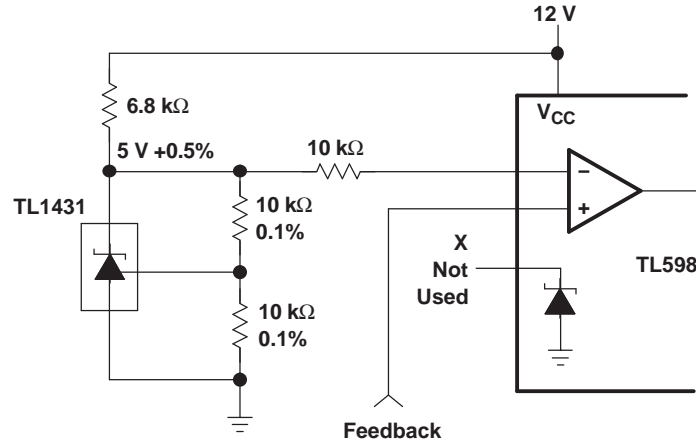 12 V
6.8 kΩ
VCC
5 V +0.5%
10 kΩ
−
TL1431
10 kΩ
0.1%
+
X
Not
Used
TL598
10 kΩ
0.1%
Feedback